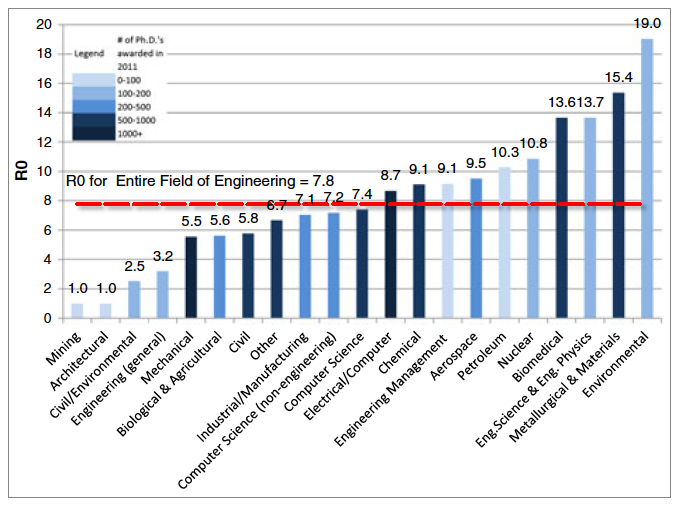 20
18
16
14
12
10
8
6
4
2
0
R0
Legend
# of Ph.D.'s
awarded in
2011
0-100
100-200
200-500
500-1000
1000+
R0 for Entire Field of Engineering = 7.8
1.0
1.0
2.5
3.2
5.5
5.6
5.8
6.7
7.1
7.2
7.4
8.7
9.1
9.1
9.5
10.3
10.8
13.6
13.7
15.4
19.0
Mining
Architectural
Civil/Environmental
Engineering (general)
Mechanical
Biological & Agricultural
Civil
Other
Industrial/Manufacturing
Computer Science (non-engineering)
Computer Science
Electrical/Computer
Chemical
Engineering Management
Aerospace
Petroleum
Nuclear
Biomedical
Eng.Science & Eng. Physics
Metallurgical & Materials
Environmental